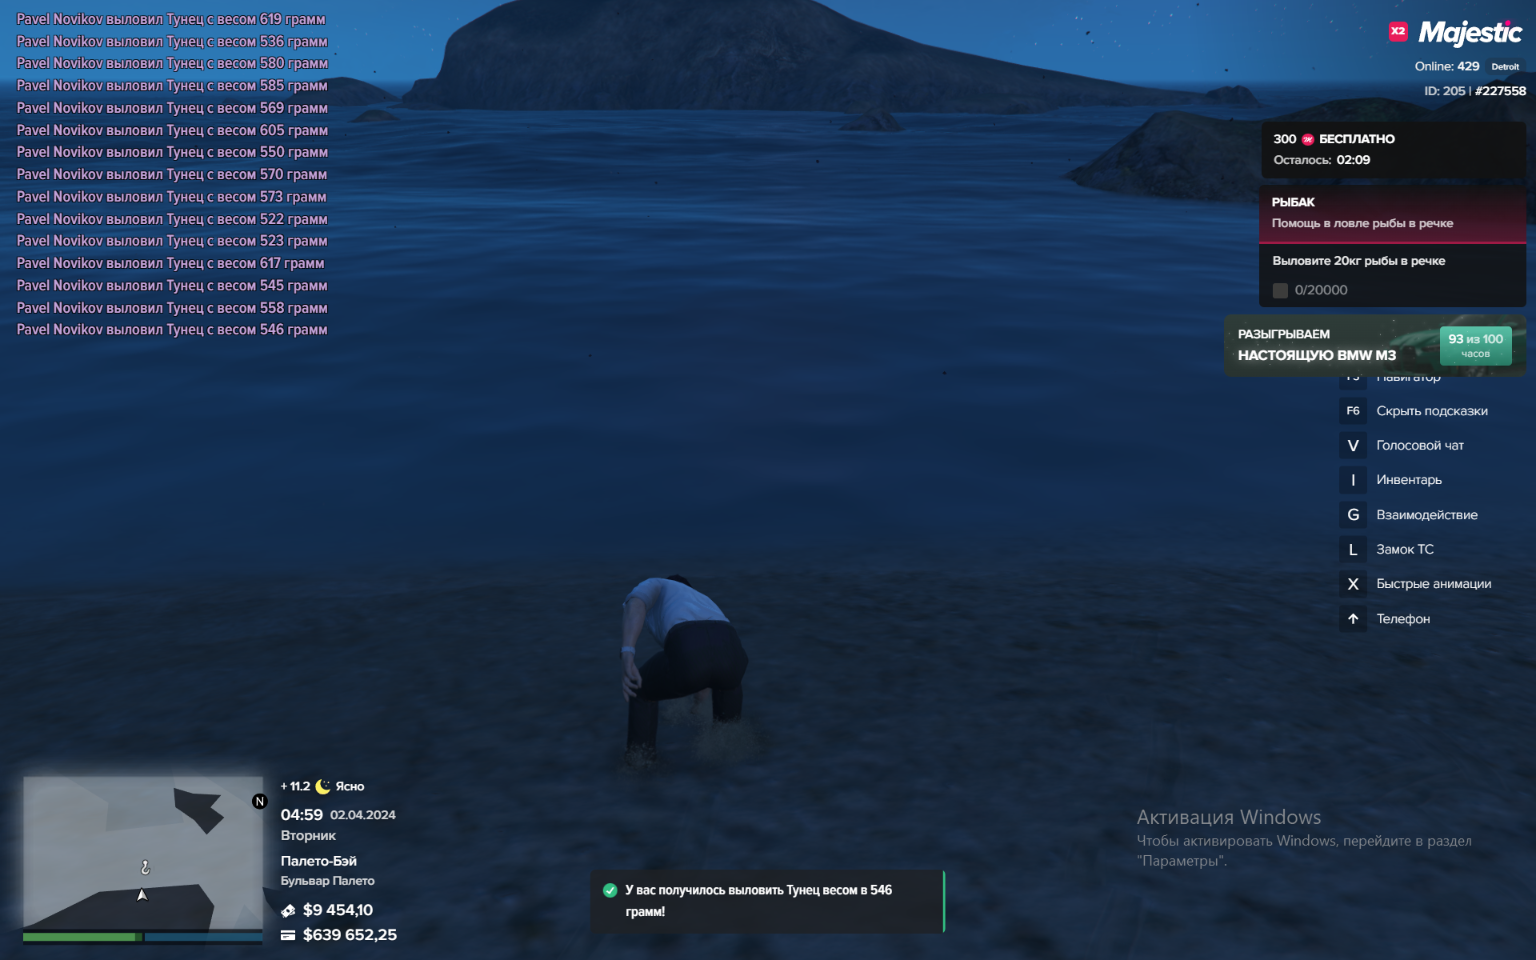 Pavel Novikov выловил Тунец с весом 619 грамм
Pavel Novikov выловил Тунец с весом 536 грамм
Pavel Novikov выловил Тунец с весом 580 грамм
Pavel Novikov выловил Тунец с весом 585 грамм
Pavel Novikov выловил Тунец с весом 569 грамм
Pavel Novikov выловил Тунец с весом 605 грамм
Pavel Novikov выловил Тунец с весом 550 грамм
Pavel Novikov выловил Тунец с весом 570 грамм
Pavel Novikov выловил Тунец с весом 573 грамм
Pavel Novikov выловил Тунец с весом 522 грамм
Pavel Novikov выловил Тунец с весом 523 грамм
Pavel Novikov выловил Тунец с весом 617 грамм
Pavel Novikov выловил Тунец с весом 545 грамм
Pavel Novikov выловил Тунец с весом 558 грамм
Pavel Novikov выловил Тунец с весом 546 грамм
X2 Majestic
Online: 429 Detroit
ID: 205 | #227558
300 БЕСПЛАТНО
Осталось: 02:09
РЫБАК
Помощь в ловле рыбы в речке
Выловите 20кг рыбы в речке
0/20000
РАЗЫГРЫВАЕМ
НАСТОЯЩУЮ BMW M3
93 из 100
часов
Навигатор
F6 Скрыть подсказки
V Голосовой чат
I Инвентарь
G Взаимодействие
L Замок ТС
X Быстрые анимации
Телефон
N
+ 11.2 Ясно
04:59 02.04.2024
Вторник
Палето-Бэй
Бульвар Палето
$9 454,10
$639 652,25
У вас получилось выловить Тунец весом в 546
грамм!
Активация Windows
Чтобы активировать Windows, перейдите в раздел
"Параметры".